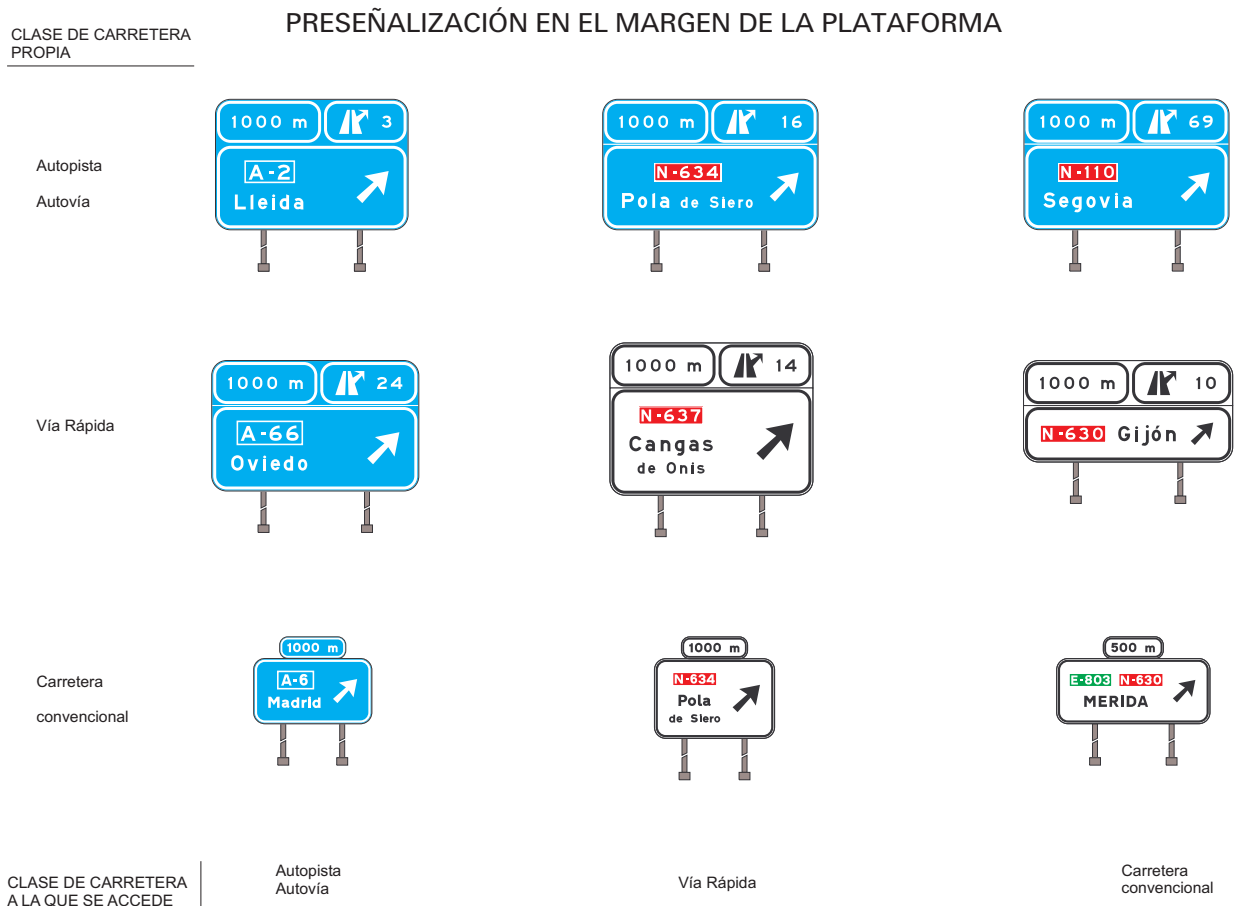 PRESEÑALIZACIÓN EN EL MARGEN DE LA PLATAFORMA
CLASE DE CARRETERA
PROPIA
Autopista
Autovía
1000 m 3
A-2
Lleida
1000 m 16
N-634
Pola de Siero
1000 m 69
N-110
Segovia
Vía Rápida
1000 m 24
A-66
Oviedo
1000 m 14
N-637
Cangas
de Onis
1000 m 10
N-630 Gijón
Carretera
convencional
1000 m
A-6
Madrid
1000 m
N-634
Pola
de Siero
500 m
E-803 N-630
MERIDA
CLASE DE CARRETERA
A LA QUE SE ACCEDE
Autopista
Autovía
Vía Rápida
Carretera
convencional